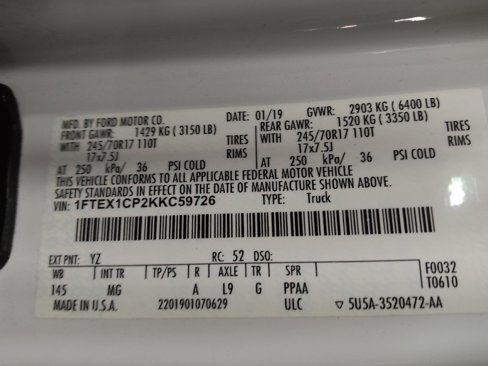 MFD. BY FORD MOTOR CO. DATE: 01/19 GVWR: 2903 KG (6400 LB)
FRONT GAWR: 1429 KG (3150 LB) REAR GAWR: 1520 KG (3350 LB)
WITH 245/70R17 110T TIRES WITH 245/70R17 110T TIRES
17x7.5J RIMS 17x7.5J RIMS
AT 250 kPa/ 36 PSI COLD AT 250 kPa/ 36 PSI COLD
THIS VEHICLE CONFORMS TO ALL APPLICABLE FEDERAL MOTOR VEHICLE
SAFETY STANDARDS IN EFFECT ON THE DATE OF MANUFACTURE SHOWN ABOVE.
VIN: 1FTEX1CP2KKC59726 TYPE: Truck
EXT PNT: YZ RC: 52 DSO:
WB INT TR TP/PS R AXLE TR SPR F0032
145 MG A L9 G PPAA T0610
MADE IN U.S.A. 2201901070629 ULC ▽ 5U5A-3520472-AA